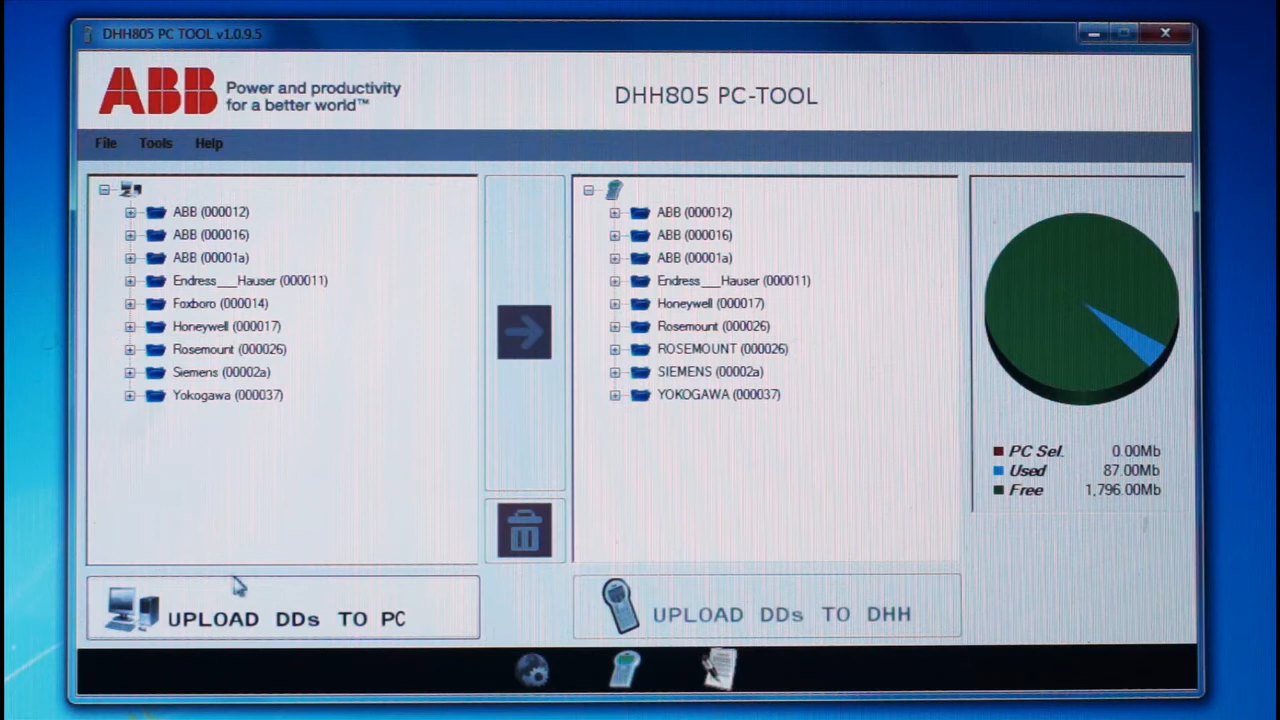 DHH805 PC TOOL v1.0.9.5
ABB
Power and productivity
for a better world™
DHH805 PC-TOOL
File Tools Help
ABB (000012)
ABB (000016)
ABB (00001a)
Endress___Hauser (000011)
Foxboro (000014)
Honeywell (000017)
Rosemount (000026)
Siemens (00002a)
Yokogawa (000037)
ABB (000012)
ABB (000016)
ABB (00001a)
Endress___Hauser (000011)
Honeywell (000017)
Rosemount (000026)
ROSEMOUNT (000026)
SIEMENS (00002a)
YOKOGAWA (000037)
PC Sel. 0.00Mb
Used 87.00Mb
Free 1,796.00Mb
UPLOAD DDs TO PC
UPLOAD DDs TO DHH